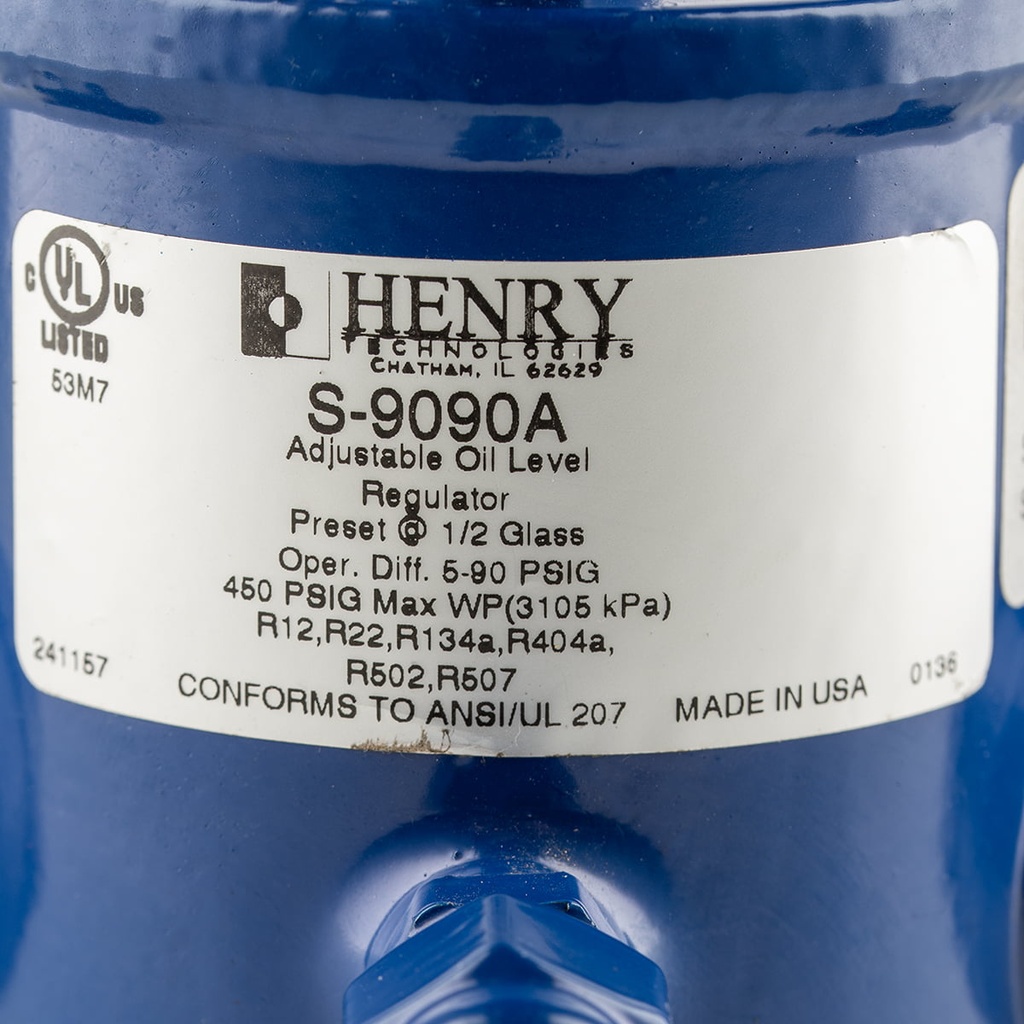 C UL US
LISTED
53M7
HENRY
TECHNOLOGIES
CHATHAM, IL 62629
S-9090A
Adjustable Oil Level
Regulator
Preset @ 1/2 Glass
Oper. Diff. 5-90 PSIG
450 PSIG Max WP(3105 kPa)
R12,R22,R134a,R404a,
R502,R507
241157
CONFORMS TO ANSI/UL 207
MADE IN USA
0136